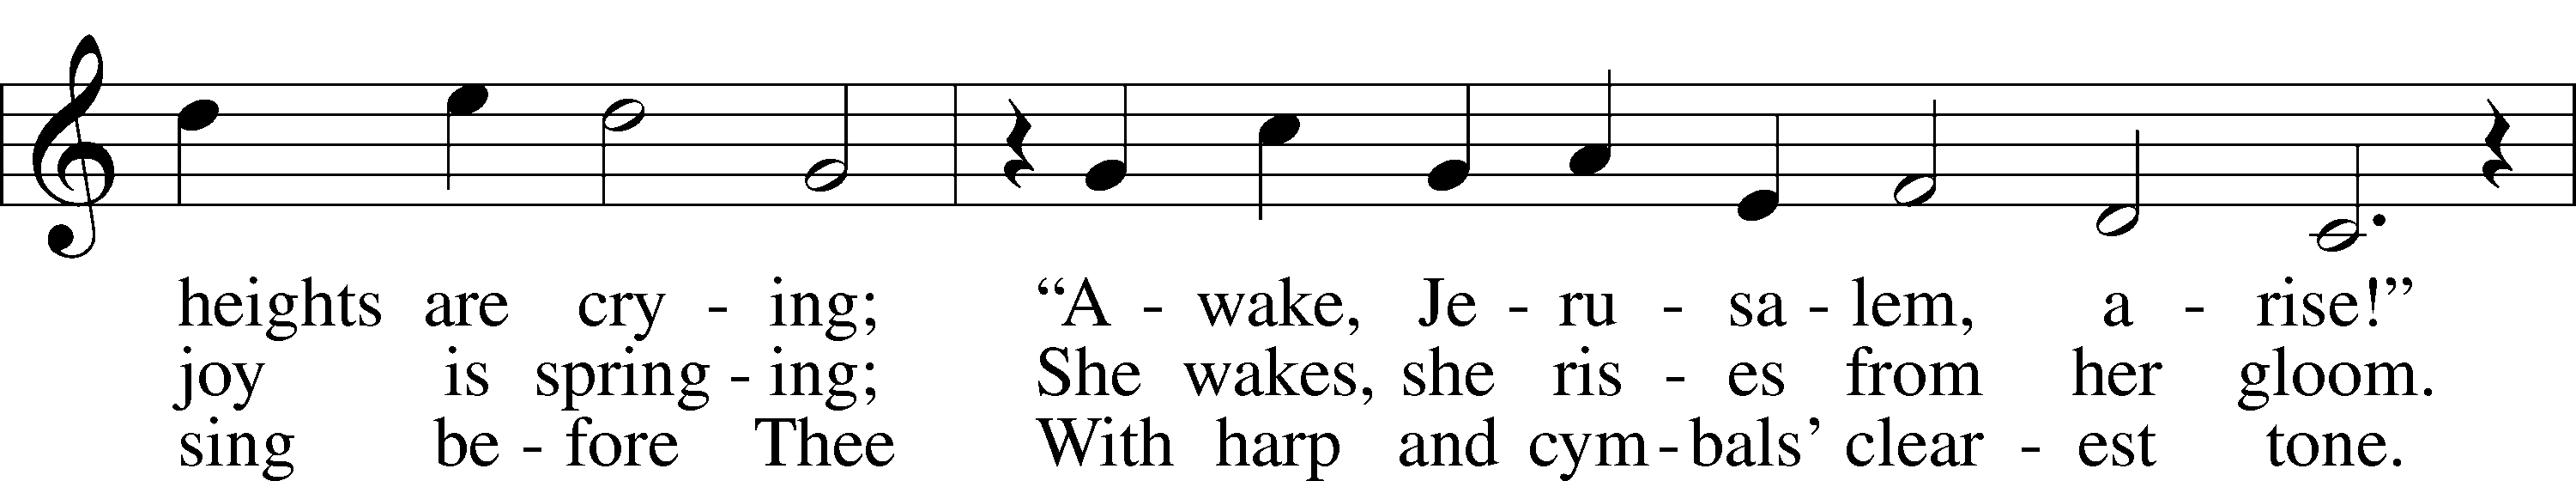 heights are cry - ing; “A - wake, Je - ru - sa - lem, a - rise!”
joy is spring - ing; She wakes, she ris - es from her gloom.
sing be - fore Thee With harp and cym - bals’ clear - est tone.